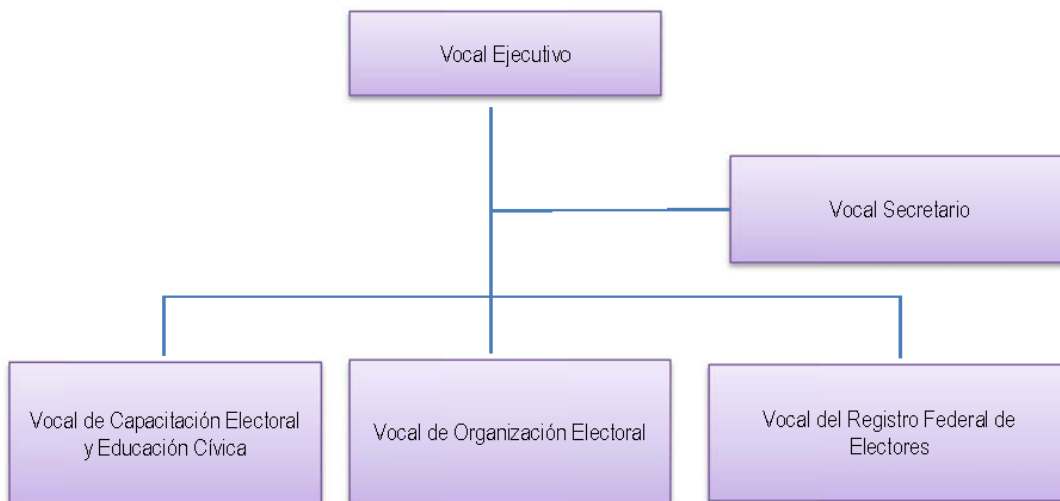 Vocal Ejecutivo
Vocal Secretario
Vocal de Capacitación Electoral
y Educación Cívica
Vocal de Organización Electoral
Vocal del Registro Federal de
Electores